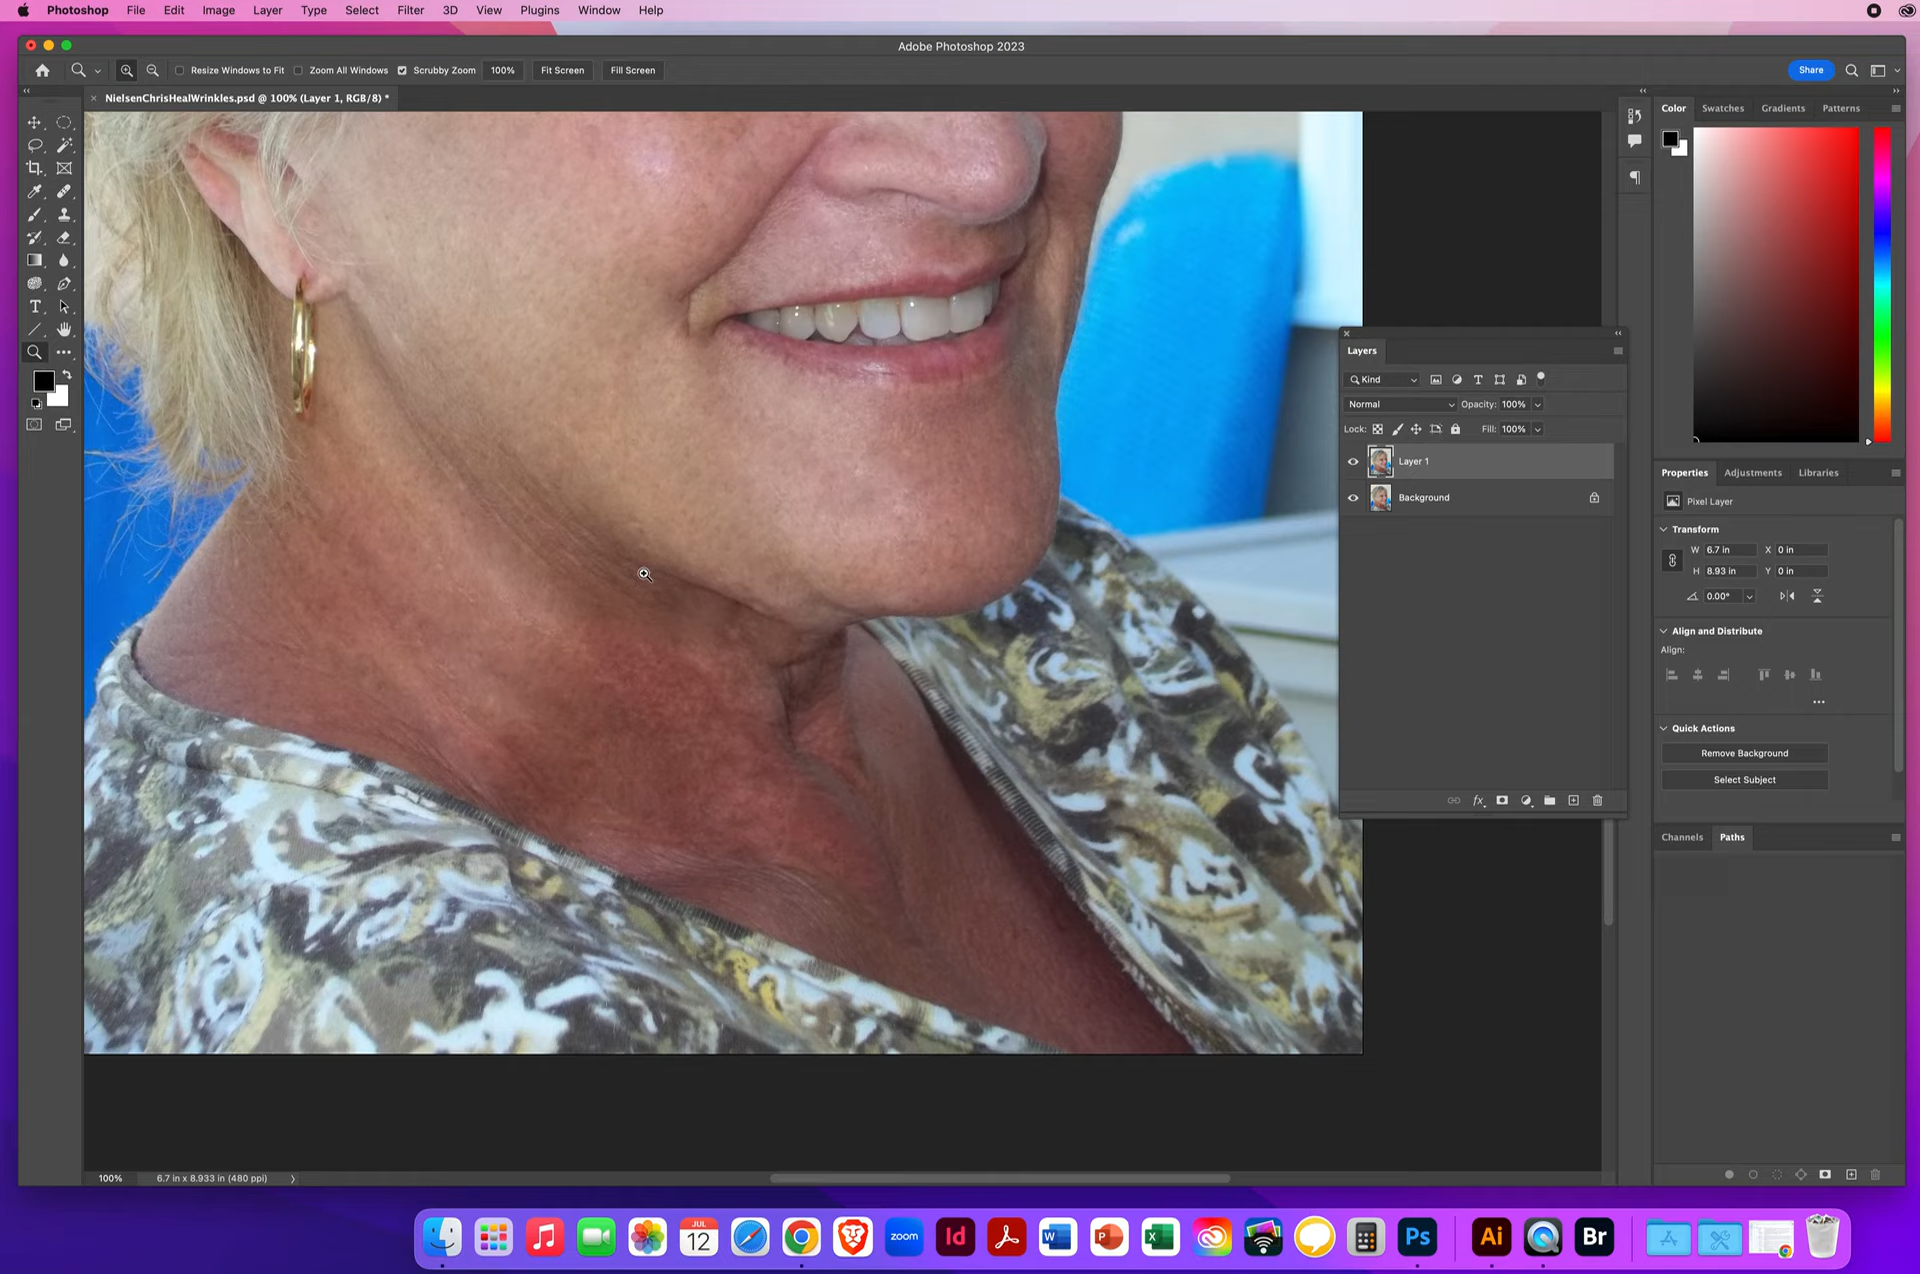 Photoshop File Edit Image Layer Type Select Filter 3D View Plugins Window Help
Adobe Photoshop 2023
Resize Windows to Fit Zoom All Windows Scrubby Zoom 100% Fit Screen Fill Screen Share
NielsenChrisHealWrinkles.psd @ 100% (Layer 1, RGB/8) *
Color Swatches Gradients Patterns
Layers
Kind
Normal Opacity: 100%
Lock: Fill: 100%
Layer 1
Background
Properties Adjustments Libraries
Pixel Layer
Transform
W 6.7 in X 0 in
H 8.93 in Y 0 in
0.00°
Align and Distribute
Align:
Quick Actions
Remove Background
Select Subject
Channels Paths
100% 6.7 in x 8.933 in (480 ppi)
JUL
12
zoom
Id
W
P
X
Ps
Ai
Br